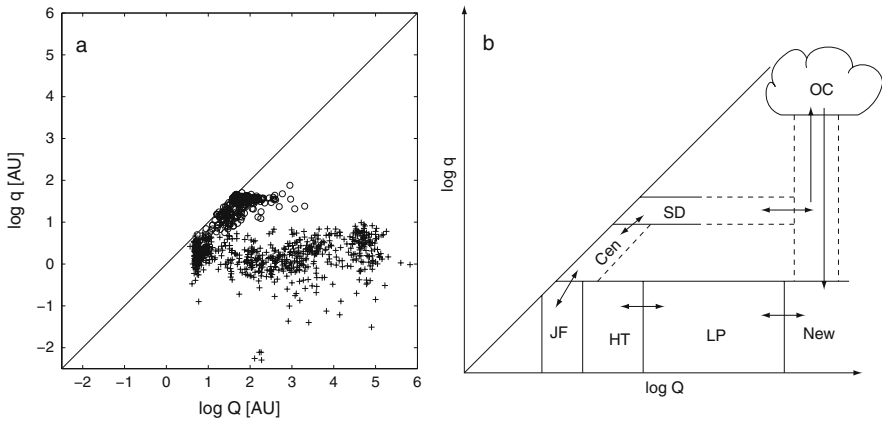 a
log q [AU]
6
5
4
3
2
1
0
−1
−2
−2 −1 0 1 2 3 4 5 6
log Q [AU]
b
log q
OC
SD
Cen
JF HT LP New
log Q